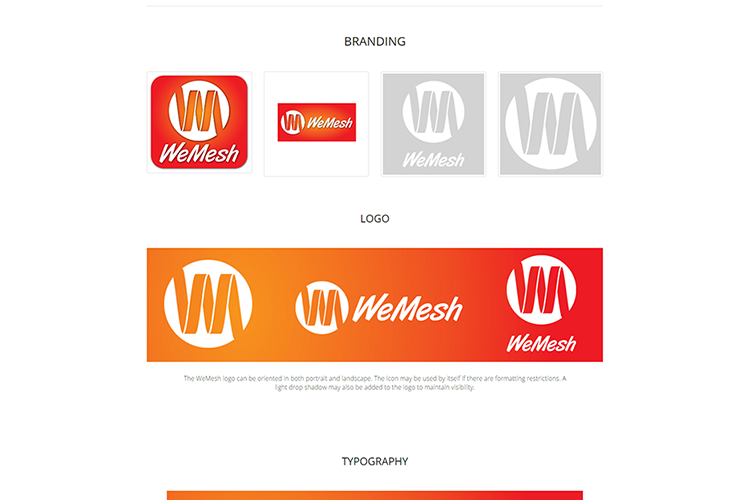 BRANDING
WeMesh
WeMesh
WeMesh
LOGO
WeMesh
WeMesh
The WeMesh logo can be oriented in both portrait and landscape. The icon may be used by itself if there are formatting restrictions. A
light drop shadow may also be added to the logo to maintain visibility.
TYPOGRAPHY